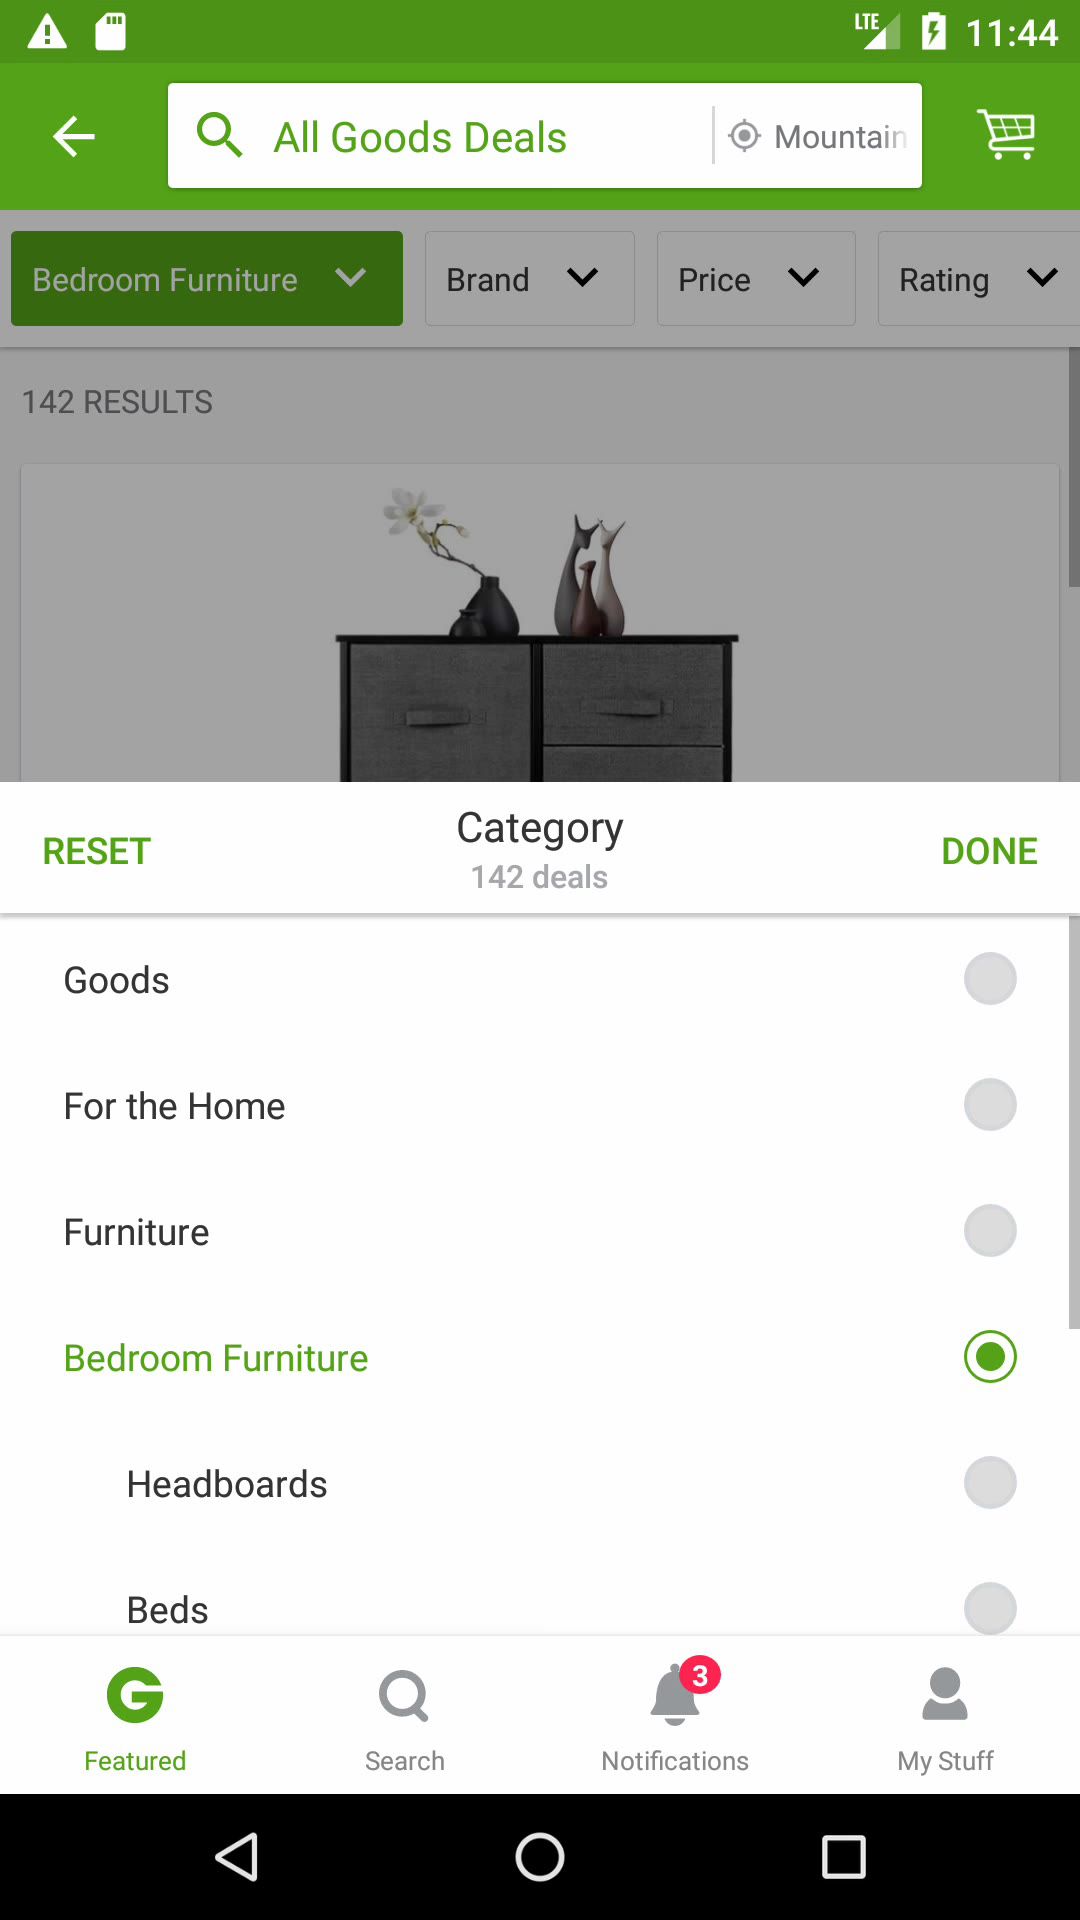 LTE 11:44
All Goods Deals Mountain
Bedroom Furniture Brand Price Rating
142 RESULTS
RESET Category DONE
142 deals
Goods
For the Home
Furniture
Bedroom Furniture
Headboards
Beds
3
Featured Search Notifications My Stuff